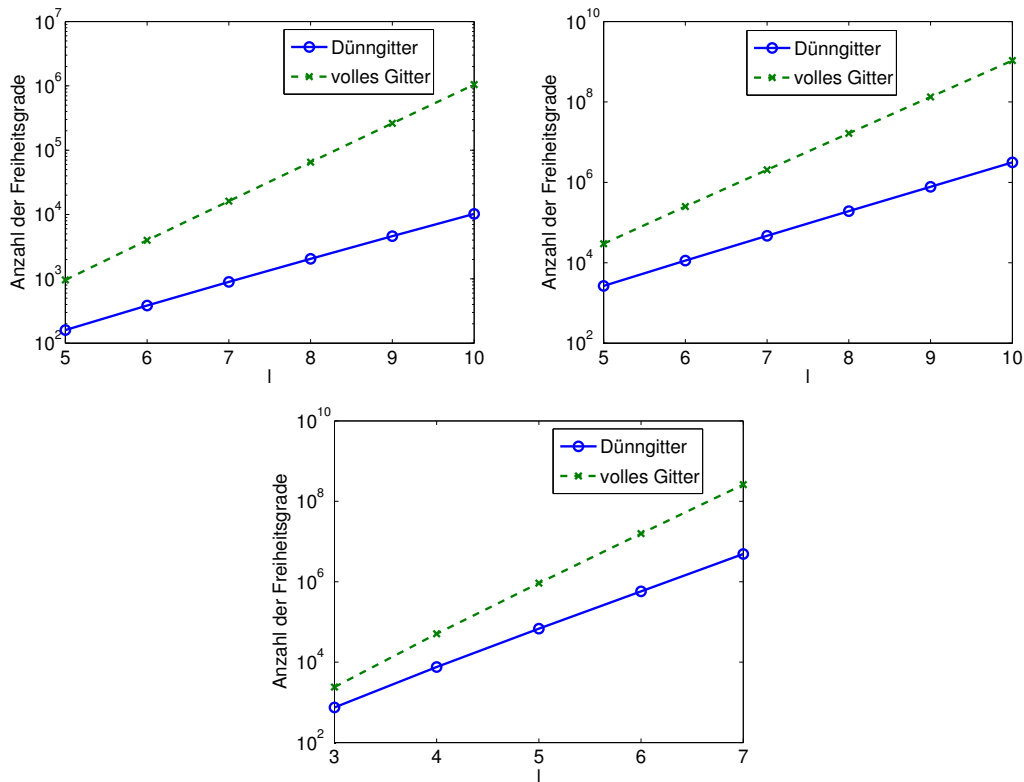 10^7
10^6
10^5
10^4
10^3
10^2
Anzahl der Freiheitsgrade
Dünngitter
volles Gitter
5 6 7 8 9 10
l
10^10
10^8
10^6
10^4
10^2
Anzahl der Freiheitsgrade
Dünngitter
volles Gitter
5 6 7 8 9 10
l
10^10
10^8
10^6
10^4
10^2
Anzahl der Freiheitsgrade
Dünngitter
volles Gitter
3 4 5 6 7
l